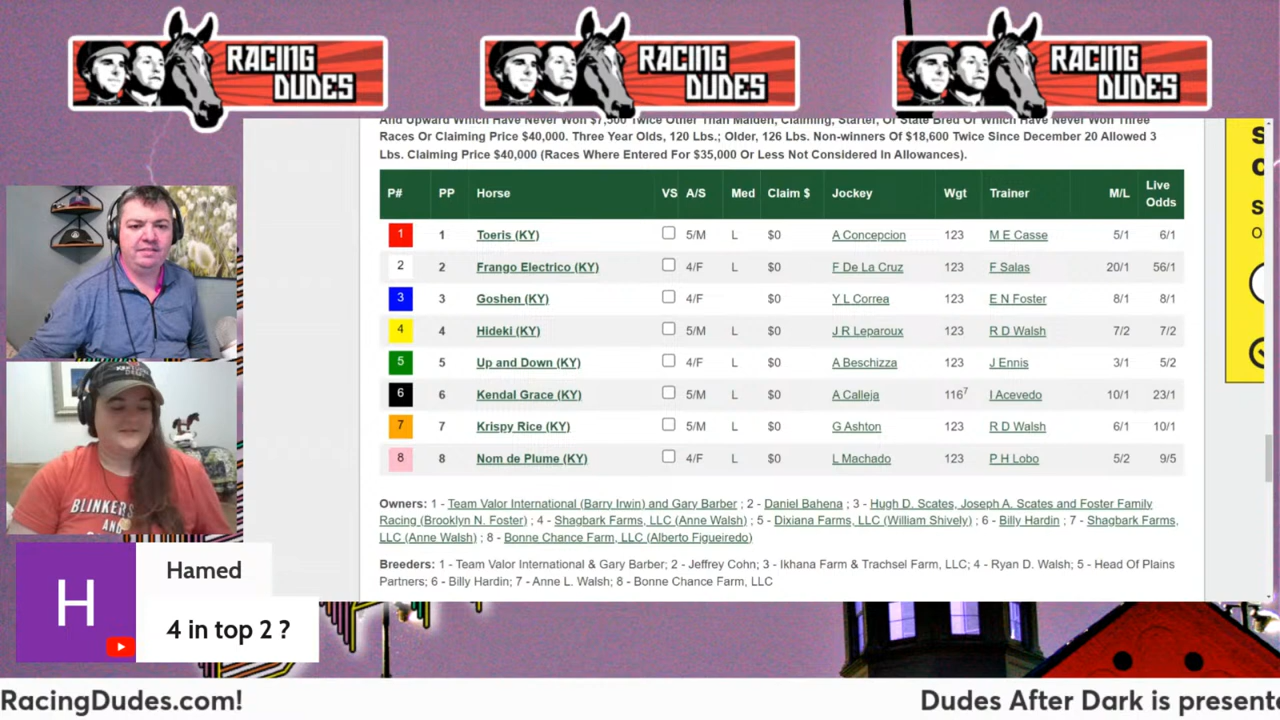 RACING
DUDES
RACING
DUDES
RACING
DUDES
And Upward Which Have Never Won $7,500 Twice Other Than Maiden, Claiming, Starter, Or State Bred Or Which Have Never Won Three
Races Or Claiming Price $40,000. Three Year Olds, 120 Lbs.; Older, 126 Lbs. Non-winners Of $18,600 Twice Since December 20 Allowed 3
Lbs. Claiming Price $40,000 (Races Where Entered For $35,000 Or Less Not Considered In Allowances).
P# PP Horse VS A/S Med Claim $ Jockey Wgt Trainer M/L Live Odds
1 1 Toeris (KY) 5/M L $0 A Concepcion 123 M E Casse 5/1 6/1
2 2 Frango Electrico (KY) 4/F L $0 F De La Cruz 123 F Salas 20/1 56/1
3 3 Goshen (KY) 4/F L $0 Y L Correa 123 E N Foster 8/1 8/1
4 4 Hideki (KY) 5/M L $0 J R Leparoux 123 R D Walsh 7/2 7/2
5 5 Up and Down (KY) 4/F L $0 A Beschizza 123 J Ennis 3/1 5/2
6 6 Kendal Grace (KY) 5/M L $0 A Calleja 116⁷ I Acevedo 10/1 23/1
7 7 Krispy Rice (KY) 5/M L $0 G Ashton 123 R D Walsh 6/1 10/1
8 8 Nom de Plume (KY) 4/F L $0 L Machado 123 P H Lobo 5/2 9/5
Owners: 1 - Team Valor International (Barry Irwin) and Gary Barber ; 2 - Daniel Bahena ; 3 - Hugh D. Scates, Joseph A. Scates and Foster Family
Racing (Brooklyn N. Foster) ; 4 - Shagbark Farms, LLC (Anne Walsh) ; 5 - Dixiana Farms, LLC (William Shively) ; 6 - Billy Hardin ; 7 - Shagbark Farms,
LLC (Anne Walsh) ; 8 - Bonne Chance Farm, LLC (Alberto Figueiredo)
Breeders: 1 - Team Valor International & Gary Barber; 2 - Jeffrey Cohn; 3 - Ikhana Farm & Trachsel Farm, LLC; 4 - Ryan D. Walsh; 5 - Head Of Plains
Partners; 6 - Billy Hardin; 7 - Anne L. Walsh; 8 - Bonne Chance Farm, LLC
BLINKERS
AND
H
Hamed
4 in top 2 ?
RacingDudes.com!
Dudes After Dark is presente